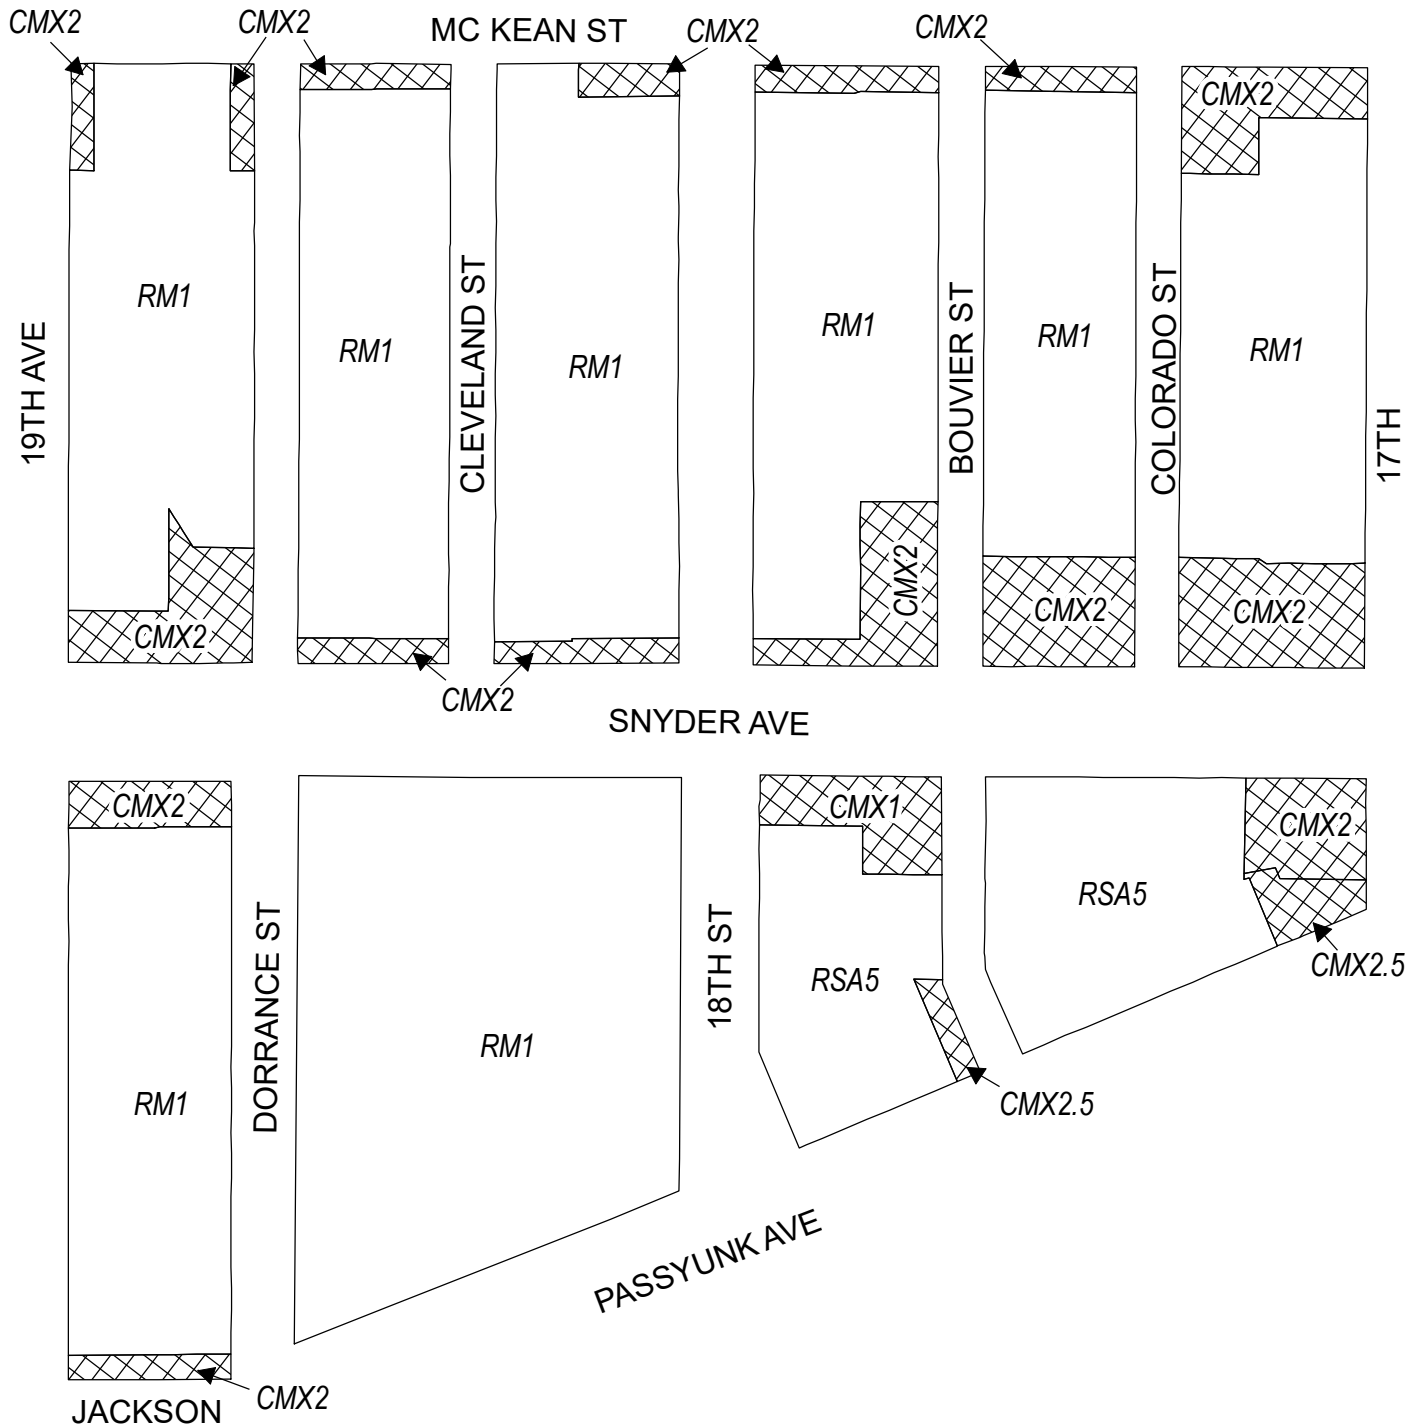 CMX2
CMX2
MC KEAN ST
CMX2
CMX2
CMX2
RM1
RM1
RM1
RM1
RM1
RM1
19TH AVE
CLEVELAND ST
BOUVIER ST
COLORADO ST
17TH
CMX2
CMX2
CMX2
CMX2
CMX2
SNYDER AVE
CMX2
CMX1
CMX2
RSA5
RSA5
CMX2.5
CMX2.5
DORRANCE ST
18TH ST
RM1
RM1
PASSYUNK AVE
CMX2
JACKSON